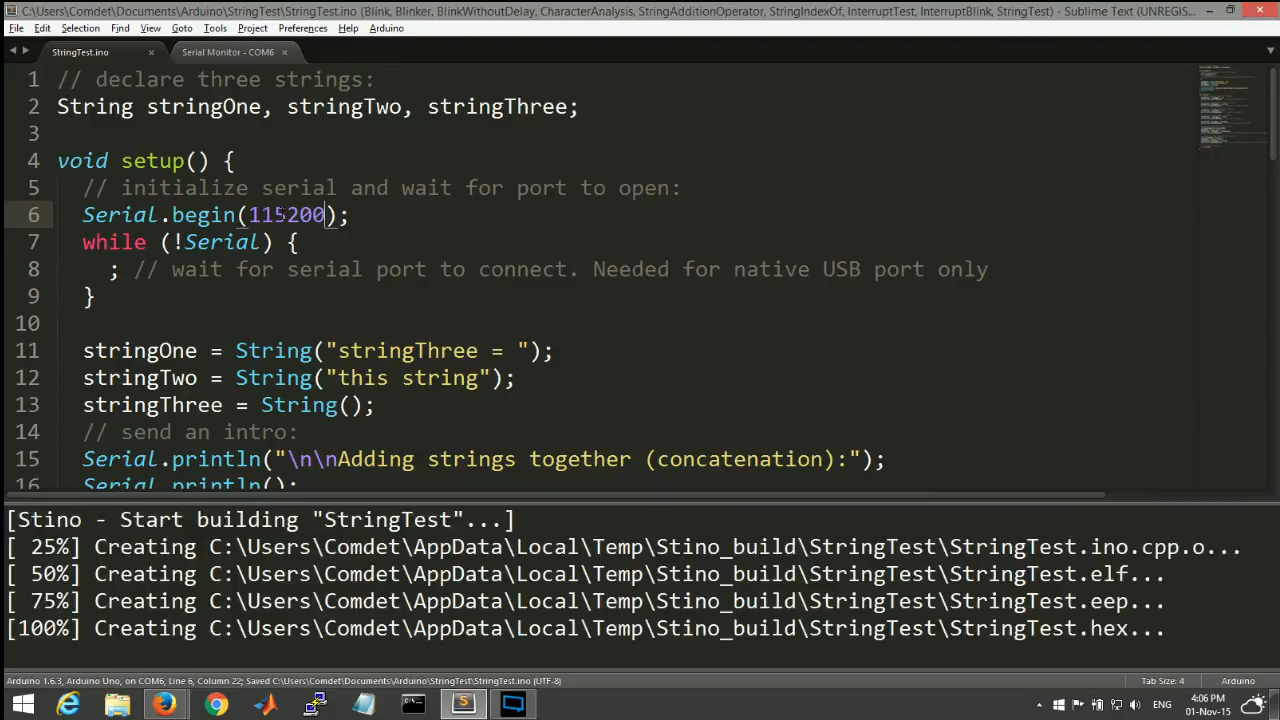 C:\Users\Comdet\Documents\Arduino\StringTest\StringTest.ino (Blink, Blinker, BlinkWithoutDelay, CharacterAnalysis, StringAdditionOperator, StringIndexOf, InterruptTest, InterruptBlink, StringTest) - Sublime Text (UNREGIS...
File Edit Selection Find View Goto Tools Project Preferences Help Arduino
StringTest.ino × Serial Monitor - COM6 ×
1 // declare three strings:
2 String stringOne, stringTwo, stringThree;
3
4 void setup() {
5 // initialize serial and wait for port to open:
6 Serial.begin(115200);
7 while (!Serial) {
8 ; // wait for serial port to connect. Needed for native USB port only
9 }
10
11 stringOne = String("stringThree = ");
12 stringTwo = String("this string");
13 stringThree = String();
14 // send an intro:
15 Serial.println("\n\nAdding strings together (concatenation):");
16 Serial.println();
[Stino - Start building "StringTest"...]
[ 25%] Creating C:\Users\Comdet\AppData\Local\Temp\Stino_build\StringTest\StringTest.ino.cpp.o...
[ 50%] Creating C:\Users\Comdet\AppData\Local\Temp\Stino_build\StringTest\StringTest.elf...
[ 75%] Creating C:\Users\Comdet\AppData\Local\Temp\Stino_build\StringTest\StringTest.eep...
[100%] Creating C:\Users\Comdet\AppData\Local\Temp\Stino_build\StringTest\StringTest.hex...
Arduino 1.6.3, Arduino Uno, on COM6, Line 6, Column 22; Saved C:\Users\Comdet\Documents\Arduino\StringTest\StringTest.ino (UTF-8) Tab Size: 4 Arduino
ENG 4:06 PM
01-Nov-15